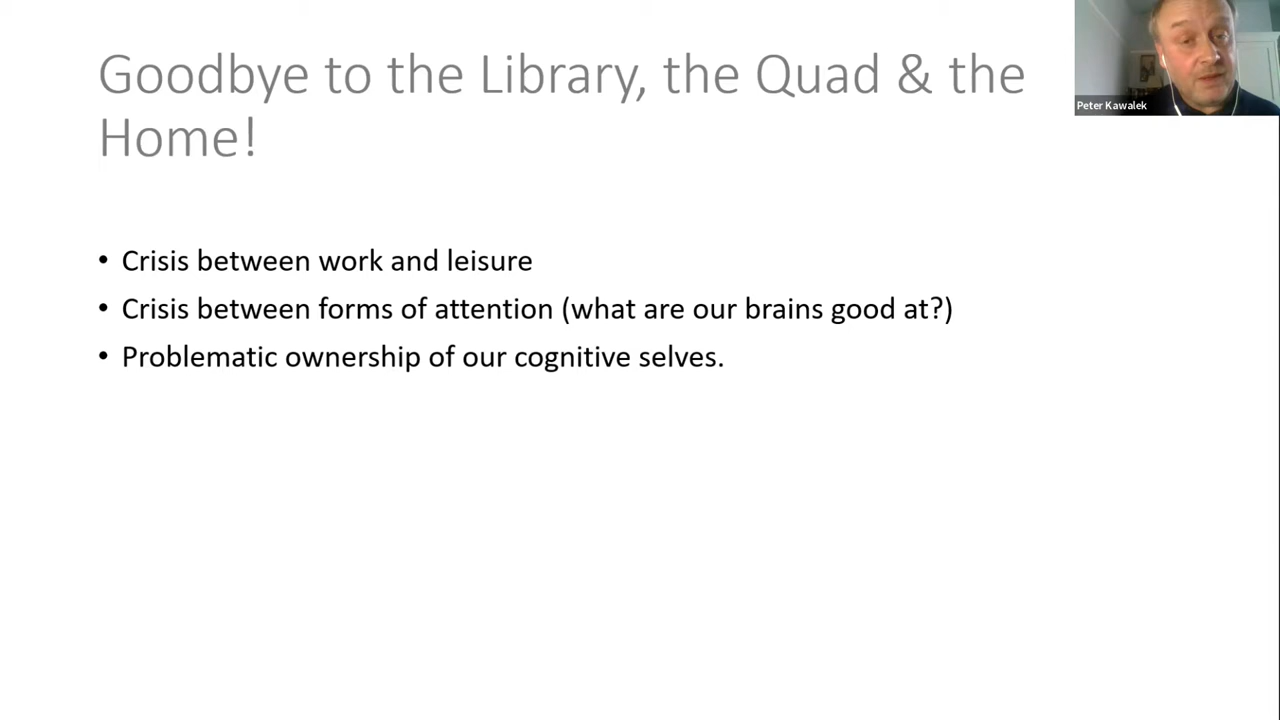 Goodbye to the Library, the Quad & the
Home!
Peter Kawalek
• Crisis between work and leisure
• Crisis between forms of attention (what are our brains good at?)
• Problematic ownership of our cognitive selves.